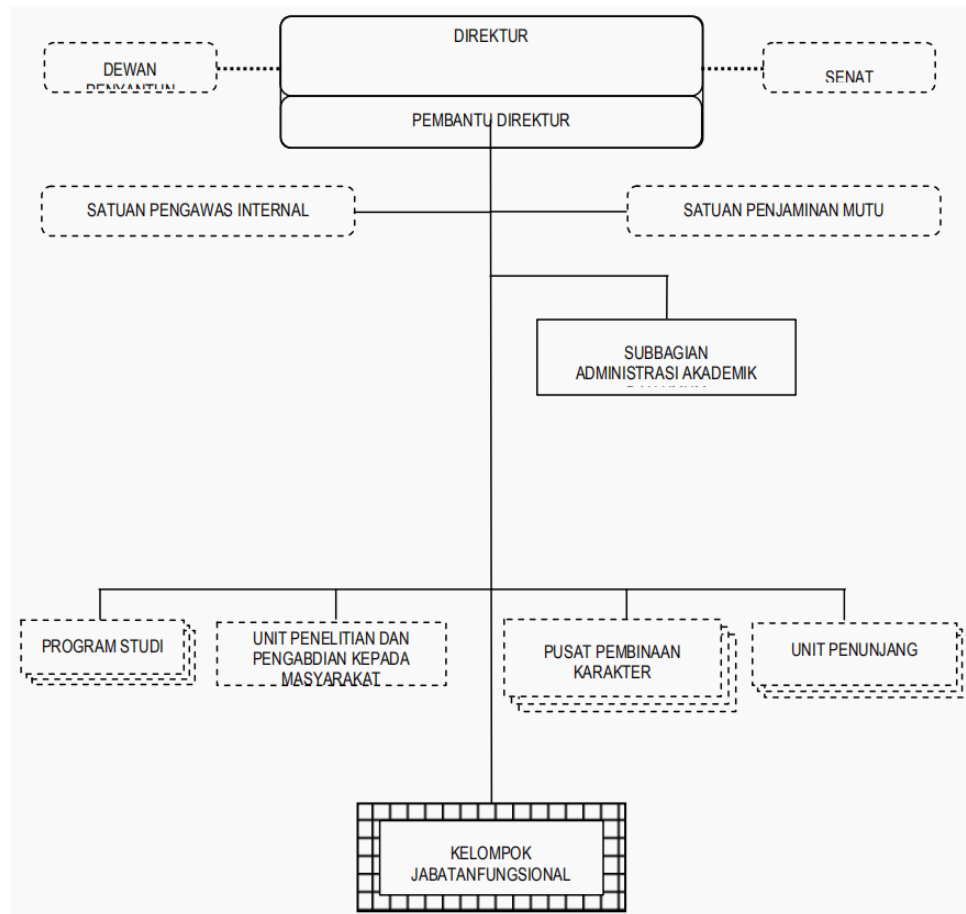 DIREKTUR
DEWAN
PENYANTUN
SENAT
PEMBANTU DIREKTUR
SATUAN PENGAWAS INTERNAL
SATUAN PENJAMINAN MUTU
SUBBAGIAN
ADMINISTRASI AKADEMIK
PROGRAM STUDI
UNIT PENELITIAN DAN
PENGABDIAN KEPADA
MASYARAKAT
PUSAT PEMBINAAN
KARAKTER
UNIT PENUNJANG
KELOMPOK
JABATANFUNGSIONAL